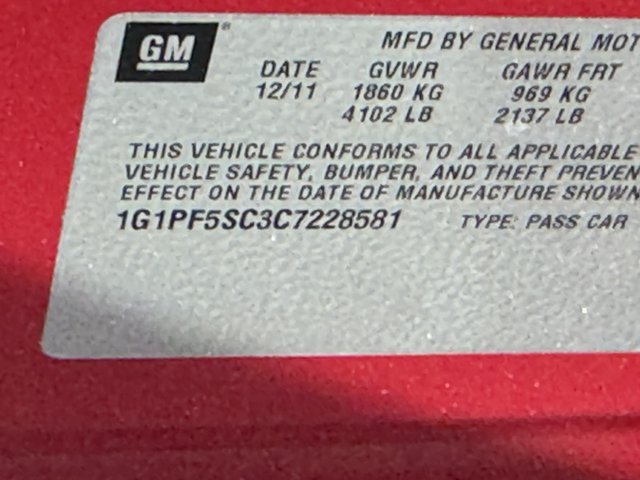 GM®
MFD BY GENERAL MOT
DATE GVWR GAWR FRT
12/11 1860 KG 969 KG
4102 LB 2137 LB
THIS VEHICLE CONFORMS TO ALL APPLICABLE
VEHICLE SAFETY, BUMPER, AND THEFT PREVEN
EFFECT ON THE DATE OF MANUFACTURE SHOWN
1G1PF5SC3C7228581 TYPE: PASS CAR